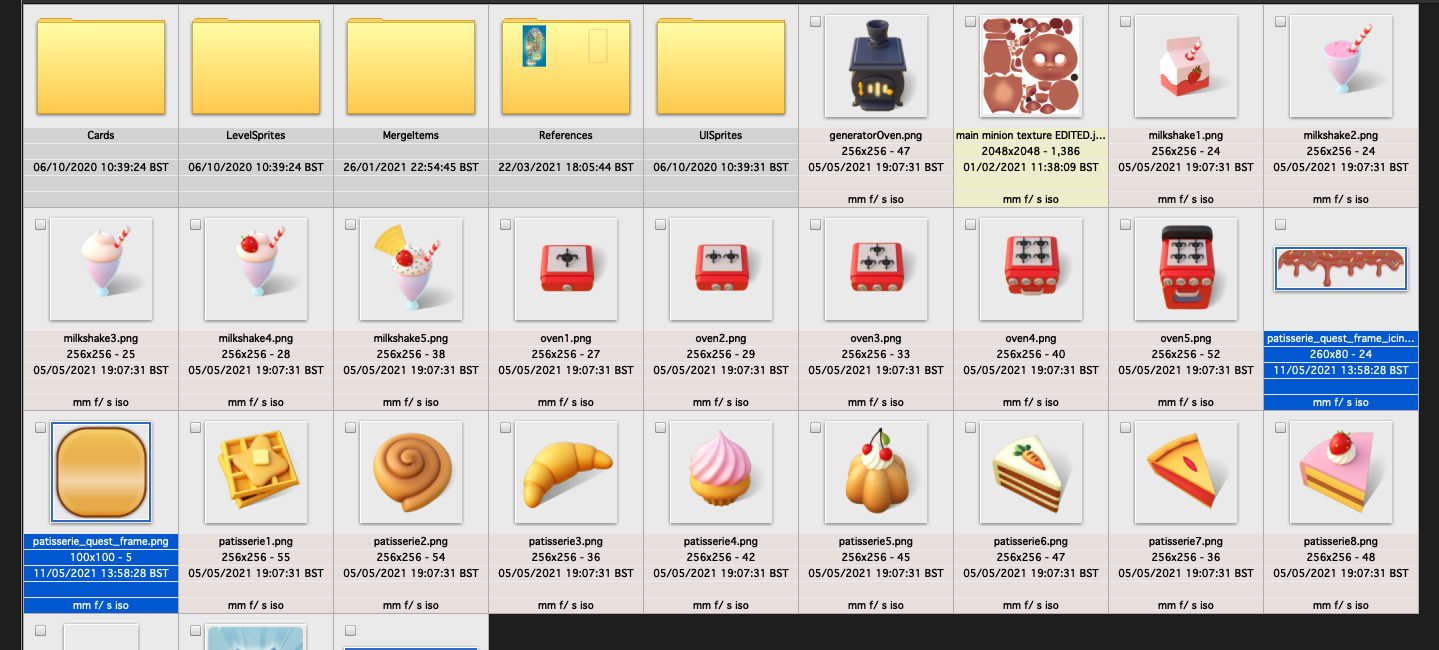 Cards
LevelSprites
MergeItems
References
UISprites
generatorOven.png
main minion texture EDITED.j...
milkshake1.png
milkshake2.png
256x256 - 47
2048x2048 - 1,386
256x256 - 24
256x256 - 24
06/10/2020 10:39:24 BST
06/10/2020 10:39:24 BST
26/01/2021 22:54:45 BST
22/03/2021 18:05:44 BST
06/10/2020 10:39:31 BST
05/05/2021 19:07:31 BST
01/02/2021 11:38:09 BST
05/05/2021 19:07:31 BST
05/05/2021 19:07:31 BST
mm f/ s iso
mm f/ s iso
mm f/ s iso
mm f/ s iso
milkshake3.png
milkshake4.png
milkshake5.png
oven1.png
oven2.png
oven3.png
oven4.png
oven5.png
patisserie_quest_frame_icin...
256x256 - 25
256x256 - 28
256x256 - 38
256x256 - 27
256x256 - 29
256x256 - 33
256x256 - 40
256x256 - 52
260x80 - 24
05/05/2021 19:07:31 BST
05/05/2021 19:07:31 BST
05/05/2021 19:07:31 BST
05/05/2021 19:07:31 BST
05/05/2021 19:07:31 BST
05/05/2021 19:07:31 BST
05/05/2021 19:07:31 BST
05/05/2021 19:07:31 BST
11/05/2021 13:58:28 BST
mm f/ s iso
mm f/ s iso
mm f/ s iso
mm f/ s iso
mm f/ s iso
mm f/ s iso
mm f/ s iso
mm f/ s iso
mm f/ s iso
patisserie_quest_frame.png
patisserie1.png
patisserie2.png
patisserie3.png
patisserie4.png
patisserie5.png
patisserie6.png
patisserie7.png
patisserie8.png
100x100 - 5
256x256 - 55
256x256 - 54
256x256 - 36
256x256 - 42
256x256 - 45
256x256 - 47
256x256 - 36
256x256 - 48
11/05/2021 13:58:28 BST
05/05/2021 19:07:31 BST
05/05/2021 19:07:31 BST
05/05/2021 19:07:31 BST
05/05/2021 19:07:31 BST
05/05/2021 19:07:31 BST
05/05/2021 19:07:31 BST
05/05/2021 19:07:31 BST
05/05/2021 19:07:31 BST
mm f/ s iso
mm f/ s iso
mm f/ s iso
mm f/ s iso
mm f/ s iso
mm f/ s iso
mm f/ s iso
mm f/ s iso
mm f/ s iso